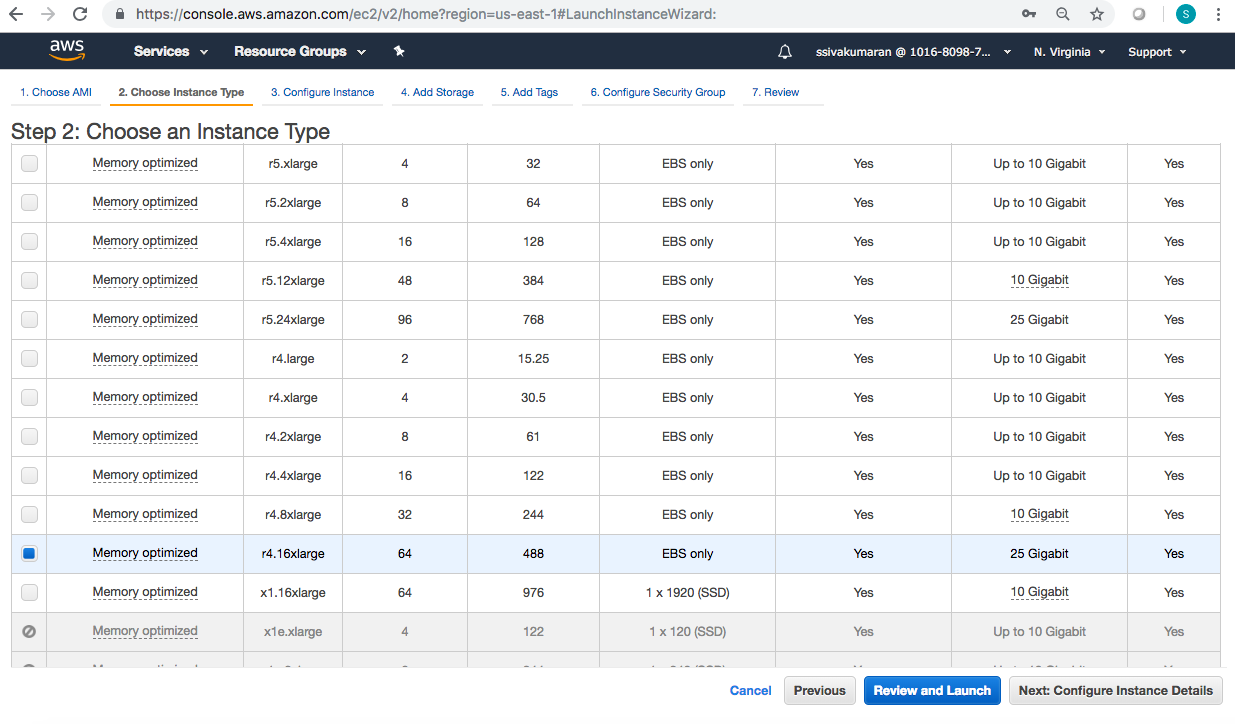 https://console.aws.amazon.com/ec2/v2/home?region=us-east-1#LaunchInstanceWizard:
S
aws Services Resource Groups ssivakumaran @ 1016-8098-7... N. Virginia Support
1. Choose AMI 2. Choose Instance Type 3. Configure Instance 4. Add Storage 5. Add Tags 6. Configure Security Group 7. Review
Step 2: Choose an Instance Type
Memory optimized r5.xlarge 4 32 EBS only Yes Up to 10 Gigabit Yes
Memory optimized r5.2xlarge 8 64 EBS only Yes Up to 10 Gigabit Yes
Memory optimized r5.4xlarge 16 128 EBS only Yes Up to 10 Gigabit Yes
Memory optimized r5.12xlarge 48 384 EBS only Yes 10 Gigabit Yes
Memory optimized r5.24xlarge 96 768 EBS only Yes 25 Gigabit Yes
Memory optimized r4.large 2 15.25 EBS only Yes Up to 10 Gigabit Yes
Memory optimized r4.xlarge 4 30.5 EBS only Yes Up to 10 Gigabit Yes
Memory optimized r4.2xlarge 8 61 EBS only Yes Up to 10 Gigabit Yes
Memory optimized r4.4xlarge 16 122 EBS only Yes Up to 10 Gigabit Yes
Memory optimized r4.8xlarge 32 244 EBS only Yes 10 Gigabit Yes
Memory optimized r4.16xlarge 64 488 EBS only Yes 25 Gigabit Yes
Memory optimized x1.16xlarge 64 976 1 x 1920 (SSD) Yes 10 Gigabit Yes
Memory optimized x1e.xlarge 4 122 1 x 120 (SSD) Yes Up to 10 Gigabit Yes
Cancel Previous Review and Launch Next: Configure Instance Details